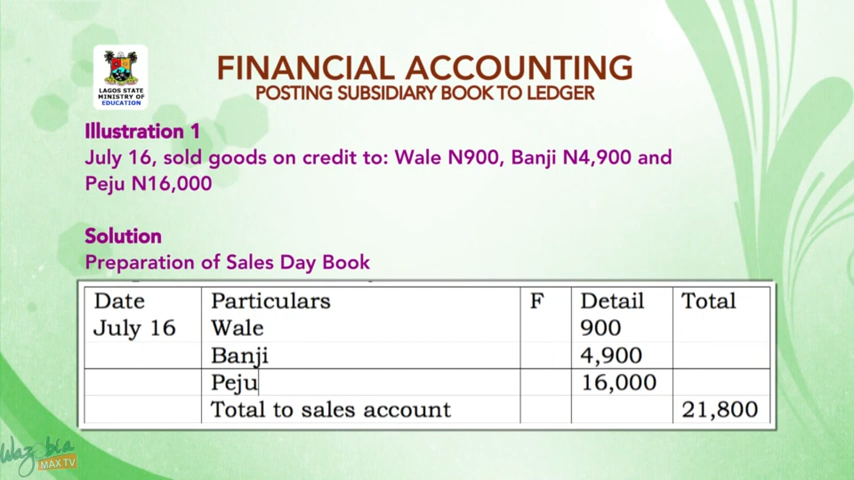 LAGOS STATE
MINISTRY OF
EDUCATION
FINANCIAL ACCOUNTING
POSTING SUBSIDIARY BOOK TO LEDGER
Illustration 1
July 16, sold goods on credit to: Wale N900, Banji N4,900 and
Peju N16,000
Solution
Preparation of Sales Day Book
Date Particulars F Detail Total
July 16 Wale 900
Banji 4,900
Peju 16,000
Total to sales account 21,800
Wazobia
MAX TV